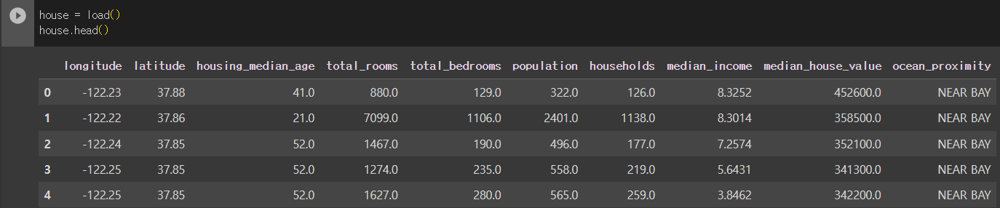 house = load()
house.head()
longitude latitude housing_median_age total_rooms total_bedrooms population households median_income median_house_value ocean_proximity
0 -122.23 37.88 41.0 880.0 129.0 322.0 126.0 8.3252 452600.0 NEAR BAY
1 -122.22 37.86 21.0 7099.0 1106.0 2401.0 1138.0 8.3014 358500.0 NEAR BAY
2 -122.24 37.85 52.0 1467.0 190.0 496.0 177.0 7.2574 352100.0 NEAR BAY
3 -122.25 37.85 52.0 1274.0 235.0 558.0 219.0 5.6431 341300.0 NEAR BAY
4 -122.25 37.85 52.0 1627.0 280.0 565.0 259.0 3.8462 342200.0 NEAR BAY